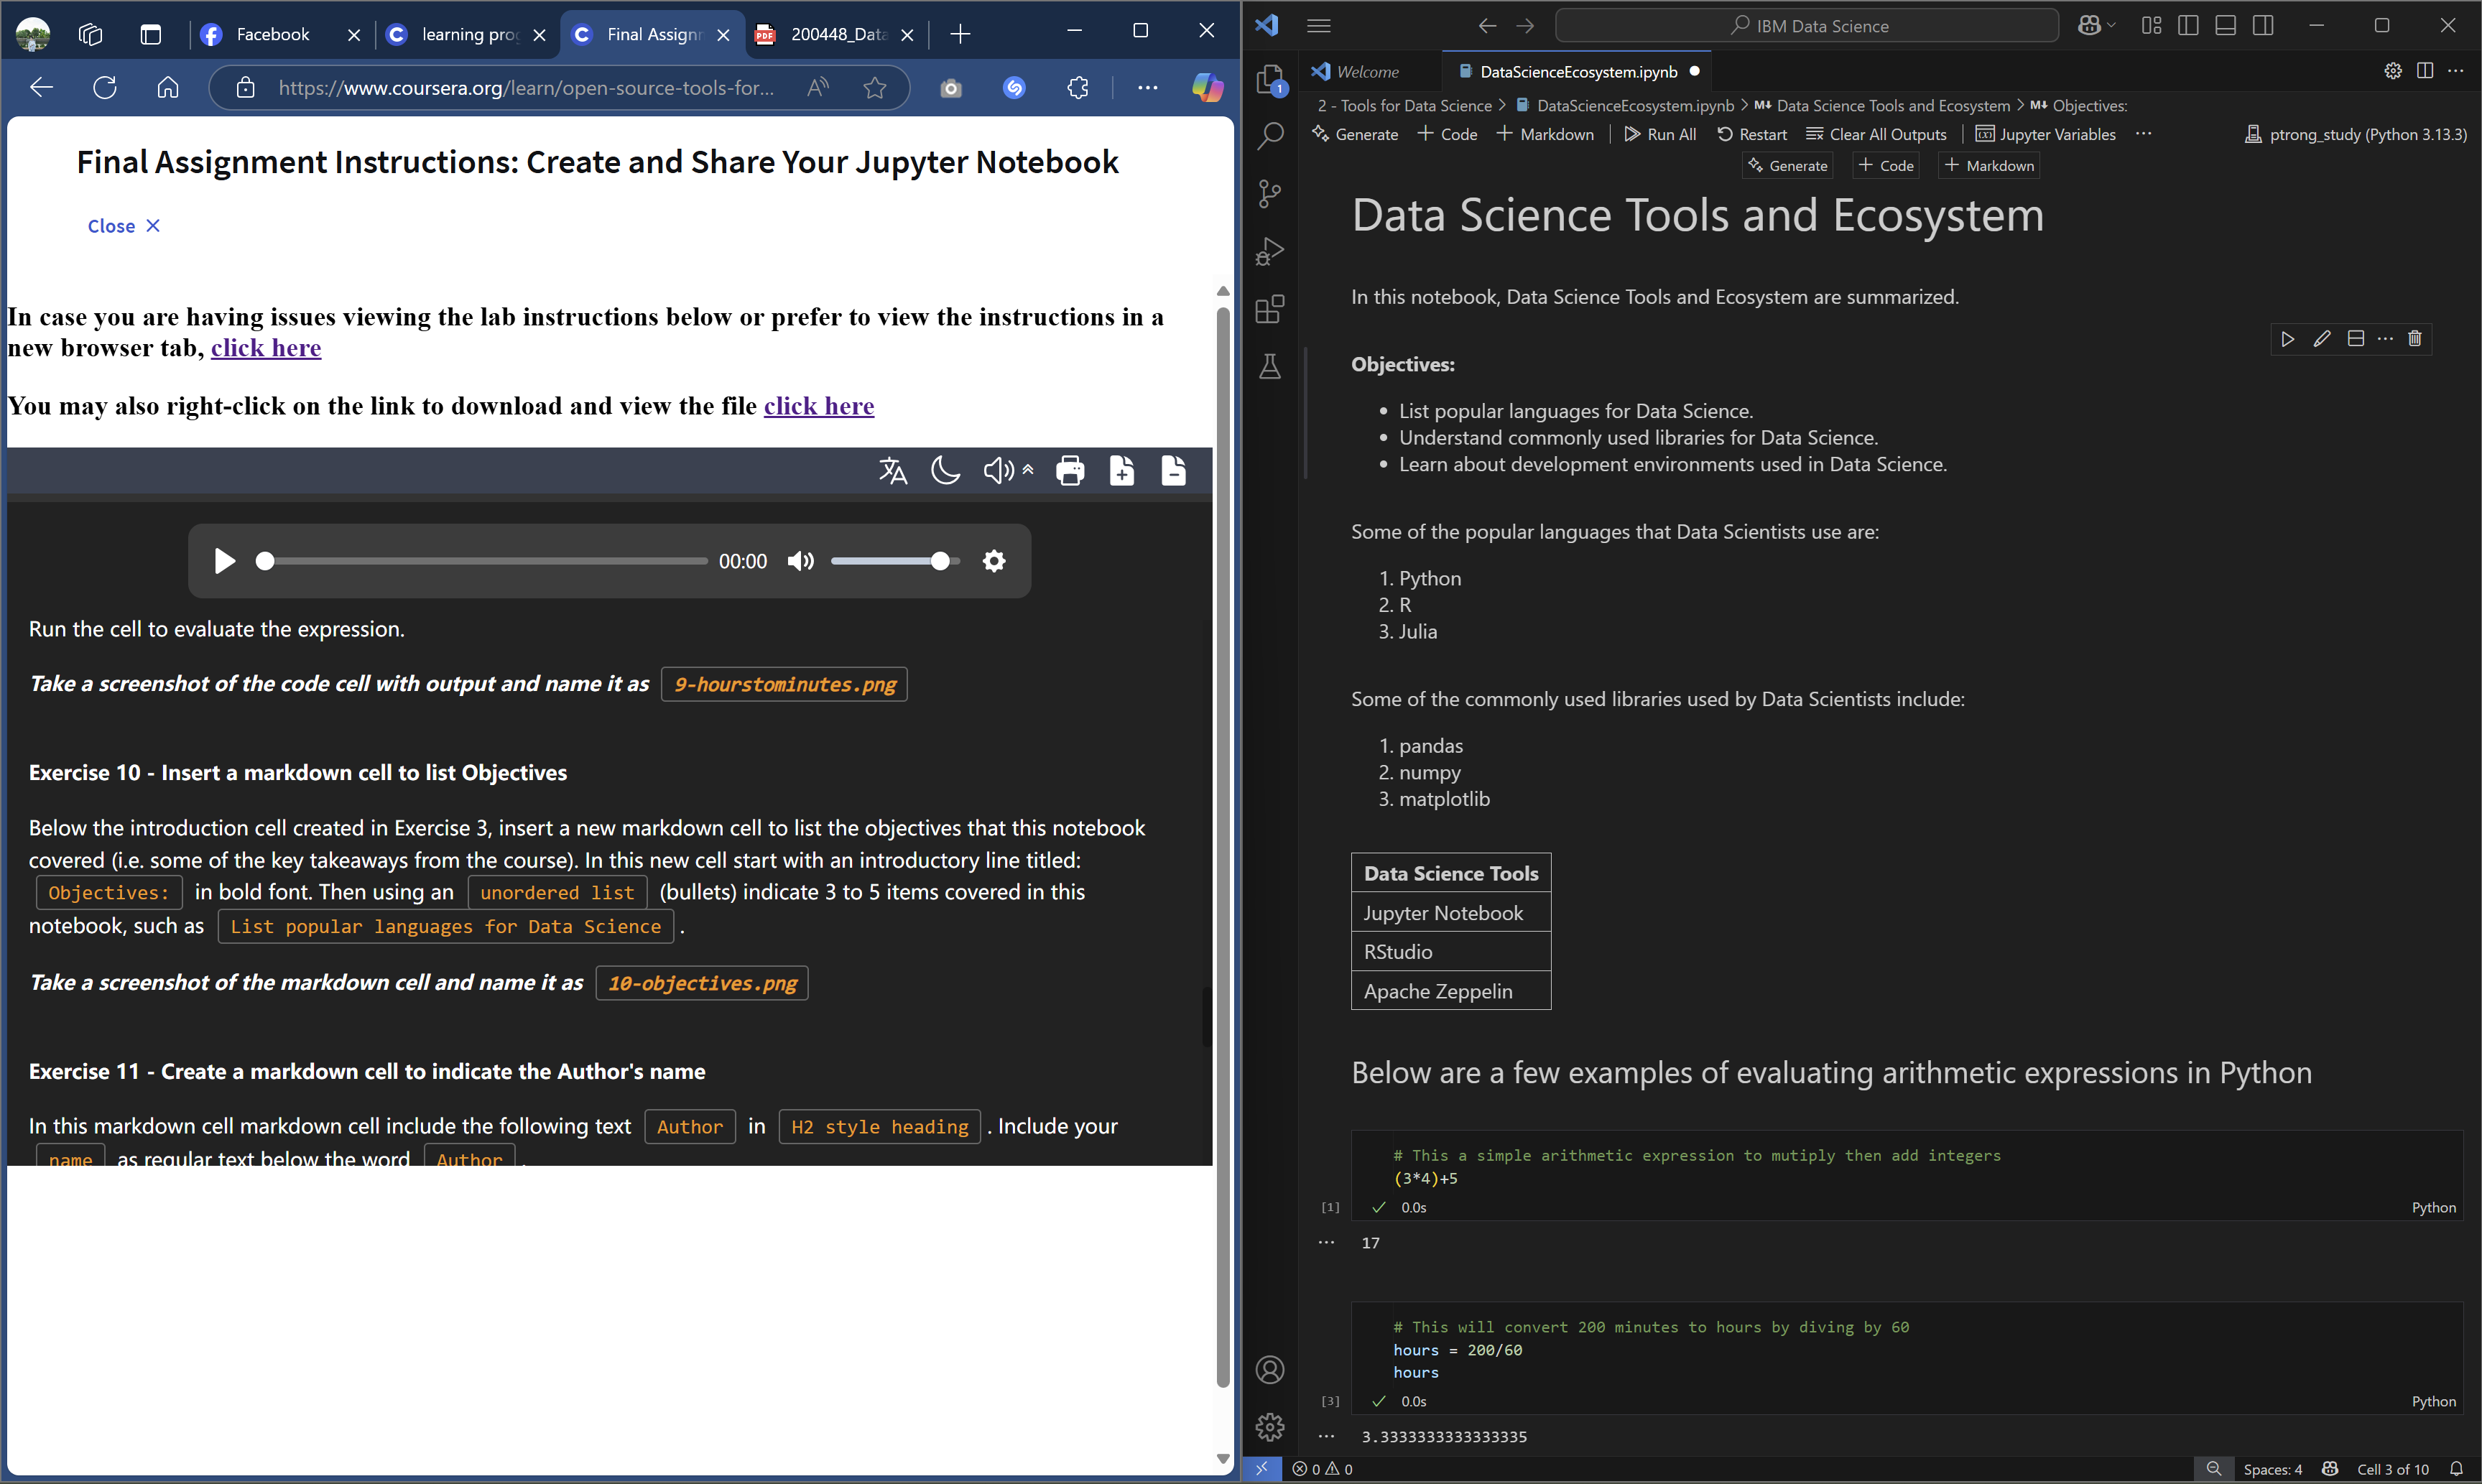 Facebook
learning prog
Final Assignm
PDF
200448_Data
https://www.coursera.org/learn/open-source-tools-for...
Final Assignment Instructions: Create and Share Your Jupyter Notebook
Close
In case you are having issues viewing the lab instructions below or prefer to view the instructions in a
new browser tab, click here
You may also right-click on the link to download and view the file click here
00:00
Run the cell to evaluate the expression.
Take a screenshot of the code cell with output and name it as 9-hourstominutes.png
Exercise 10 - Insert a markdown cell to list Objectives
Below the introduction cell created in Exercise 3, insert a new markdown cell to list the objectives that this notebook
covered (i.e. some of the key takeaways from the course). In this new cell start with an introductory line titled:
Objectives: in bold font. Then using an unordered list (bullets) indicate 3 to 5 items covered in this
notebook, such as List popular languages for Data Science .
Take a screenshot of the markdown cell and name it as 10-objectives.png
Exercise 11 - Create a markdown cell to indicate the Author's name
In this markdown cell markdown cell include the following text Author in H2 style heading . Include your
name as regular text below the word Author .
IBM Data Science
Welcome
DataScienceEcosystem.ipynb
1
2 - Tools for Data Science > DataScienceEcosystem.ipynb > M↓ Data Science Tools and Ecosystem > M↓ Objectives:
Generate + Code + Markdown Run All Restart Clear All Outputs Jupyter Variables ... ptrong_study (Python 3.13.3)
Generate + Code + Markdown
Data Science Tools and Ecosystem
In this notebook, Data Science Tools and Ecosystem are summarized.
Objectives:
• List popular languages for Data Science.
• Understand commonly used libraries for Data Science.
• Learn about development environments used in Data Science.
Some of the popular languages that Data Scientists use are:
1. Python
2. R
3. Julia
Some of the commonly used libraries used by Data Scientists include:
1. pandas
2. numpy
3. matplotlib
Data Science Tools
Jupyter Notebook
RStudio
Apache Zeppelin
Below are a few examples of evaluating arithmetic expressions in Python
# This a simple arithmetic expression to mutiply then add integers
(3*4)+5
[1] 0.0s Python
... 17
# This will convert 200 minutes to hours by diving by 60
hours = 200/60
hours
[3] 0.0s Python
... 3.3333333333333335
0 0 Spaces: 4 Cell 3 of 10